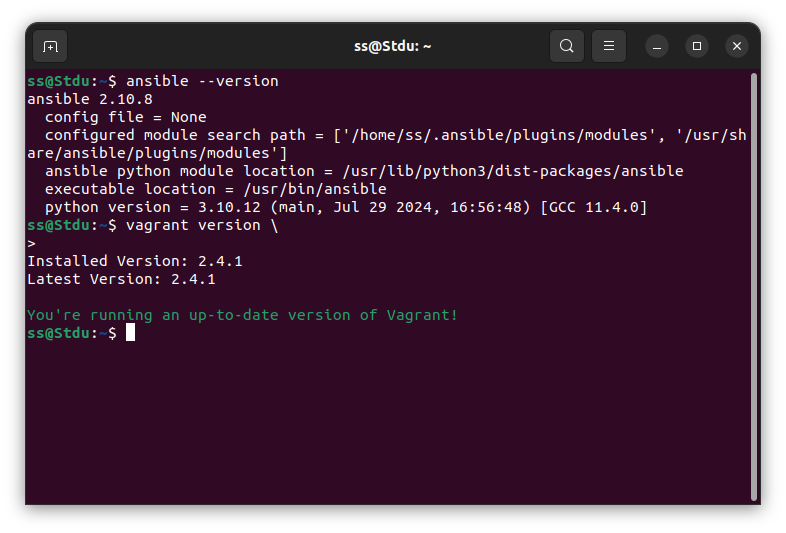 ss@Stdu: ~
ss@Stdu:~$ ansible --version
ansible 2.10.8
  config file = None
  configured module search path = ['/home/ss/.ansible/plugins/modules', '/usr/sh
are/ansible/plugins/modules']
  ansible python module location = /usr/lib/python3/dist-packages/ansible
  executable location = /usr/bin/ansible
  python version = 3.10.12 (main, Jul 29 2024, 16:56:48) [GCC 11.4.0]
ss@Stdu:~$ vagrant version \
>
Installed Version: 2.4.1
Latest Version: 2.4.1

You're running an up-to-date version of Vagrant!
ss@Stdu:~$